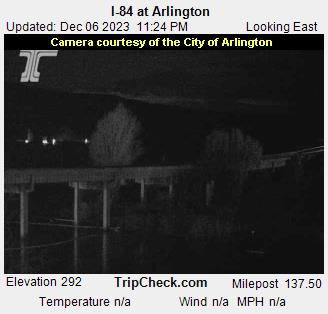 I-84 at Arlington
Updated: Dec 06 2023 11:24 PM Looking East
Camera courtesy of the City of Arlington
Elevation 292 TripCheck.com Milepost 137.50
Temperature n/a Wind n/a MPH n/a